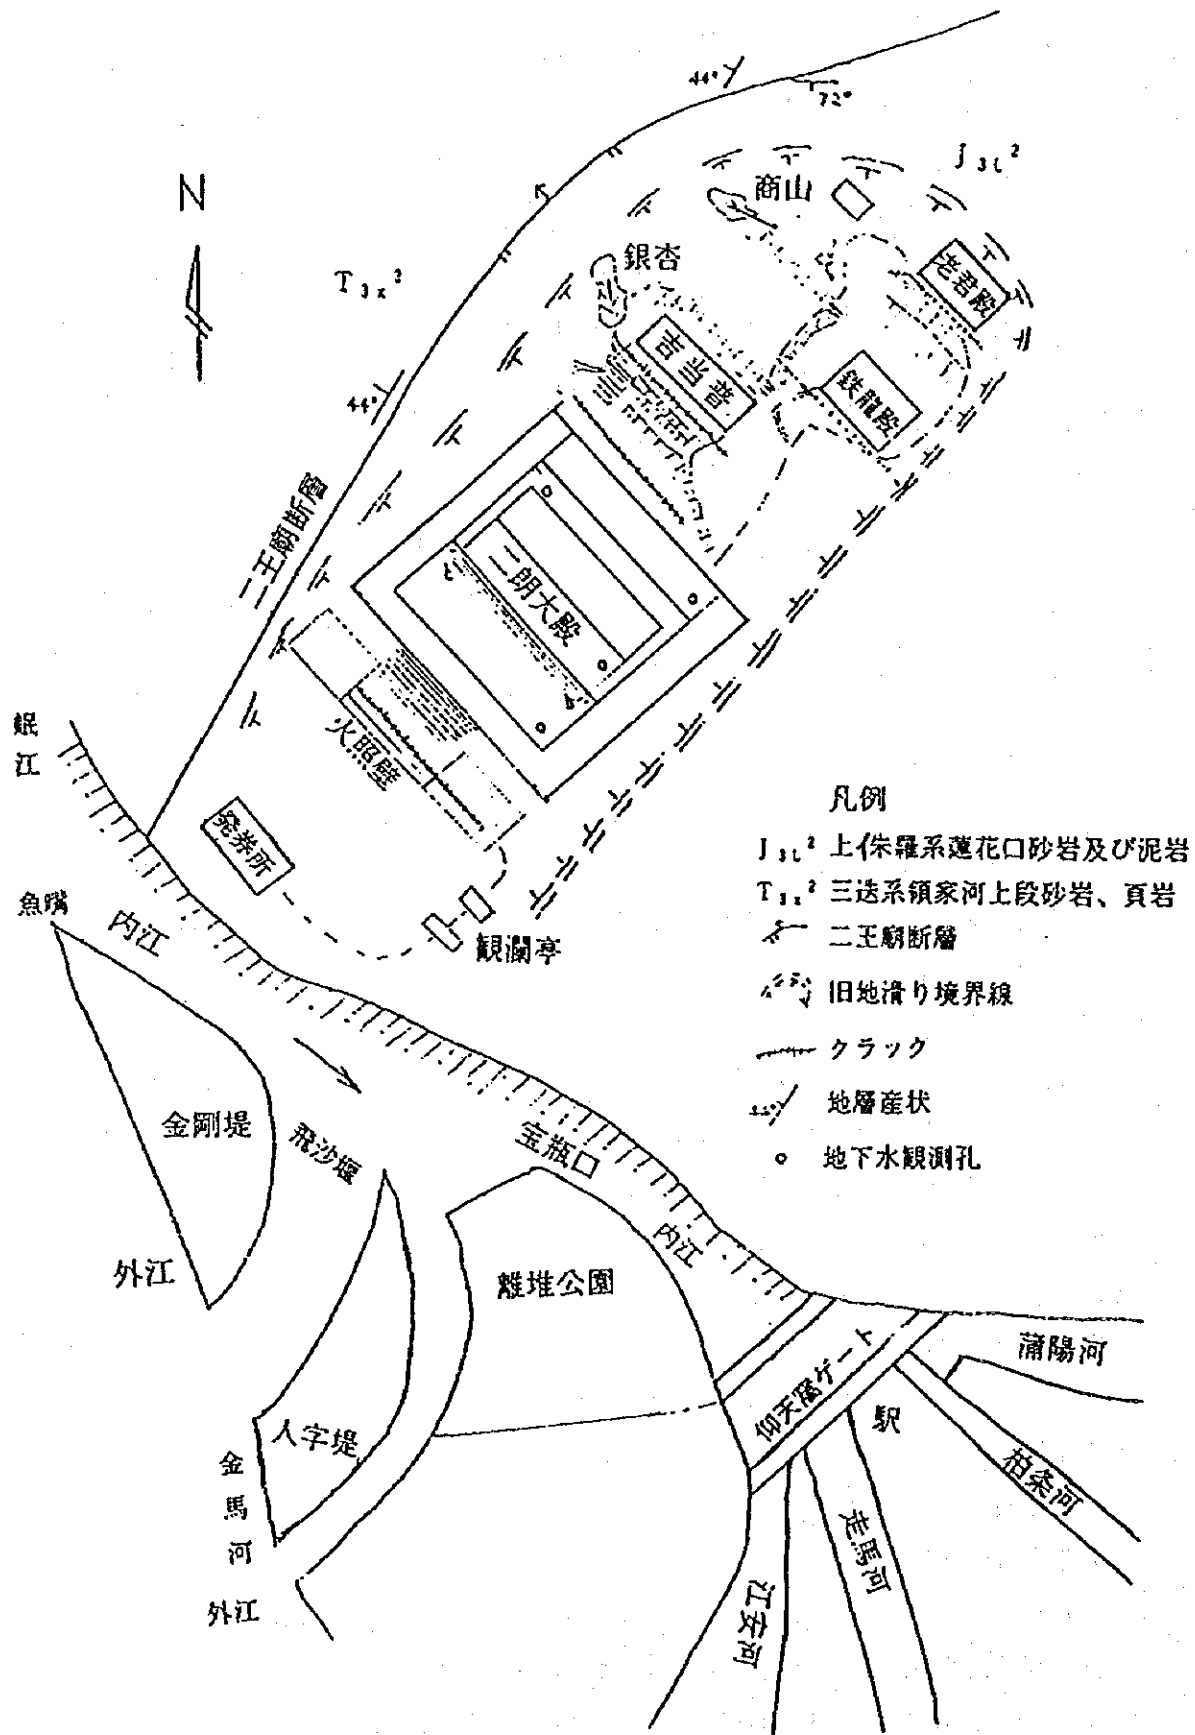 44°
72°
J₃ₗ²
N
商山
老君殿
銀杏
T₃ₓ²
吉当普
鉄龍殿
44°
二王廟断層
二朗大殿
火照壁
岷江
発券所
観瀾亭
魚嘴
内江
凡例
J₃ₗ² 上侏羅系蓮花口砂岩及び泥岩
T₃ₓ² 三迭系領家河上段砂岩、頁岩
二王廟断層
旧地滑り境界線
クラック
地層産状
地下水観測孔
金剛堤
飛沙堰
宝瓶口
内江
外江
離堆公園
蒲陽河
仰天窩ゲート
駅
人字堤
金馬河
柏条河
走馬河
外江
江安河